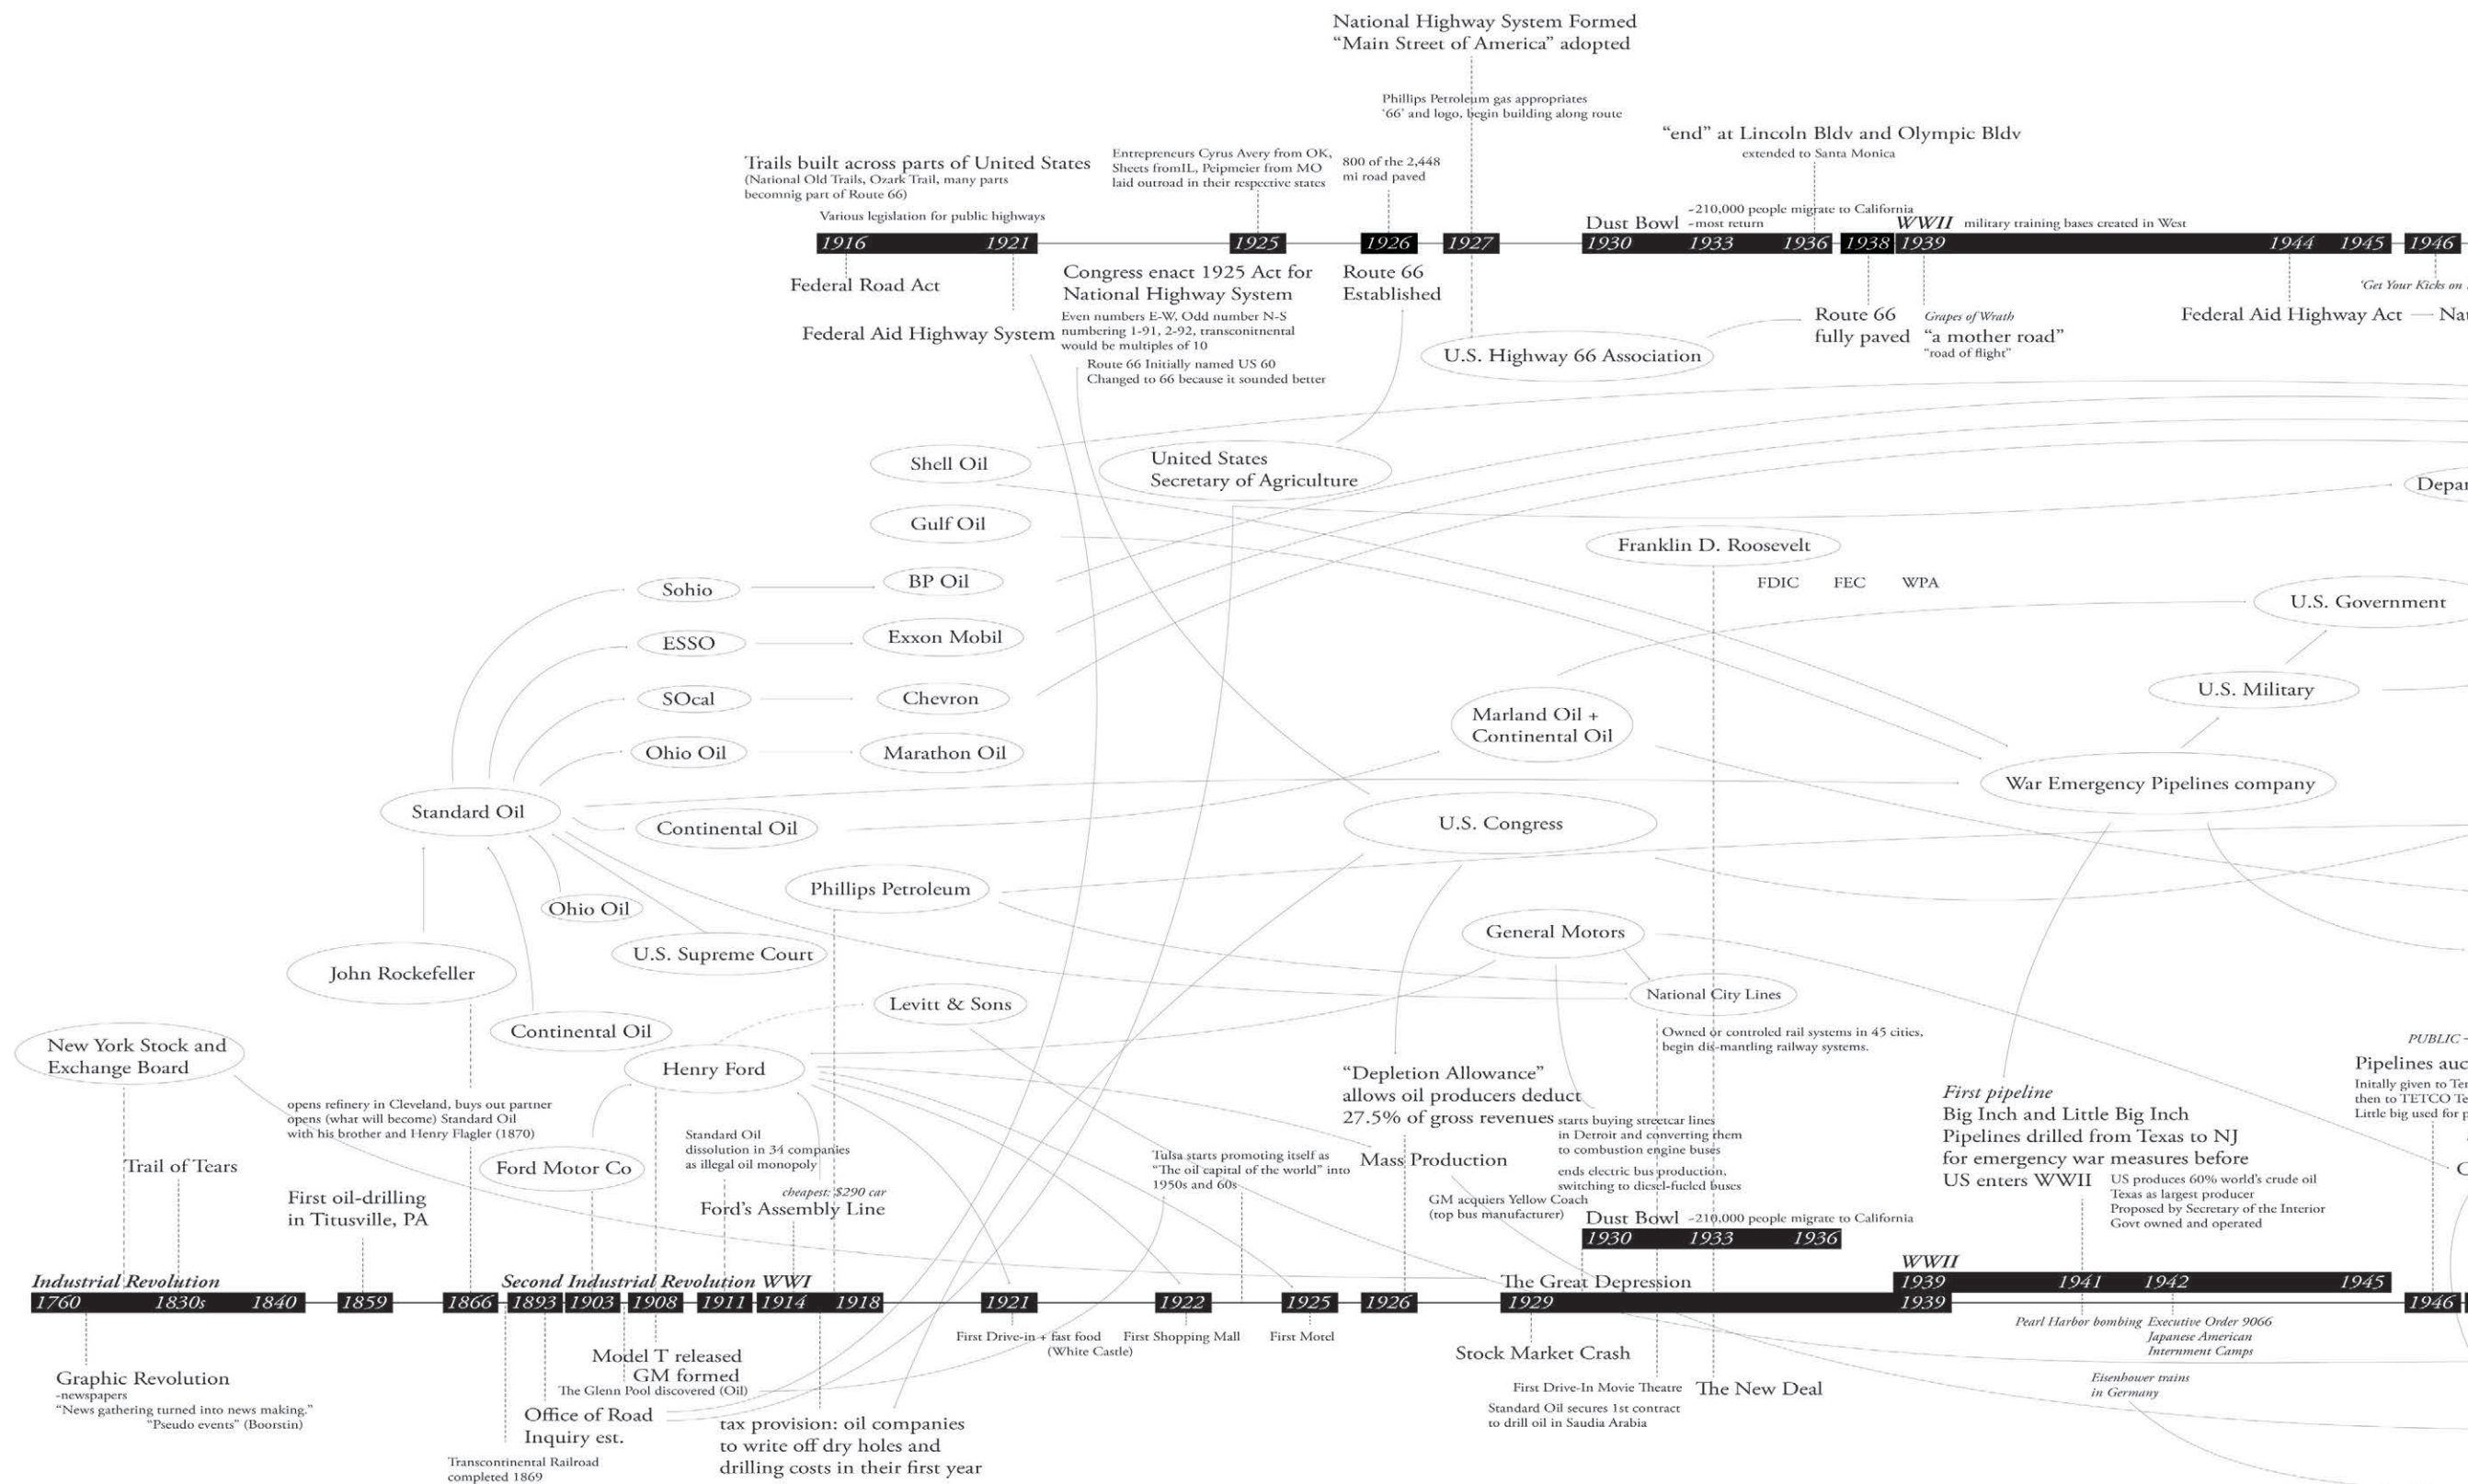 National Highway System Formed
“Main Street of America” adopted
Phillips Petroleum gas appropriates
‘66’ and logo, begin building along route
“end” at Lincoln Bldv and Olympic Bldv
extended to Santa Monica
Trails built across parts of United States
(National Old Trails, Ozark Trail, many parts
becomnig part of Route 66)
Various legislation for public highways
Entrepreneurs Cyrus Avery from OK,
Sheets fromIL, Peipmeier from MO
laid outroad in their respective states
800 of the 2,448
mi road paved
Dust Bowl ~210,000 people migrate to California
~most return
WWII military training bases created in West
1916 1921 1925 1926 1927 1930 1933 1936 1938 1939 1944 1945 1946
Federal Road Act
Federal Aid Highway System
Congress enact 1925 Act for
National Highway System
Even numbers E-W, Odd number N-S
numbering 1-91, 2-92, transconitnental
would be multiples of 10
Route 66 Initially named US 60
Changed to 66 because it sounded better
Route 66
Established
U.S. Highway 66 Association
Route 66
fully paved
Grapes of Wrath
“a mother road”
“road of flight”
Federal Aid Highway Act
‘Get Your Kicks on
Shell Oil
United States
Secretary of Agriculture
Gulf Oil
Franklin D. Roosevelt
FDIC FEC WPA
Sohio
BP Oil
U.S. Government
ESSO
Exxon Mobil
SOcal
Chevron
U.S. Military
Marland Oil +
Continental Oil
Ohio Oil
Marathon Oil
War Emergency Pipelines company
Standard Oil
Continental Oil
U.S. Congress
Phillips Petroleum
Ohio Oil
U.S. Supreme Court
General Motors
John Rockefeller
National City Lines
Levitt & Sons
Continental Oil
Owned or controled rail systems in 45 cities,
begin dis-mantling railway systems.
New York Stock and
Exchange Board
Henry Ford
“Depletion Allowance”
allows oil producers deduct
27.5% of gross revenues
PUBLIC
Pipelines
Initally given to
then to TETCO
Little big used for
First pipeline
Big Inch and Little Big Inch
Pipelines drilled from Texas to NJ
for emergency war measures before
US enters WWII
US produces 60% world’s crude oil
Texas as largest producer
Proposed by Secretary of the Interior
Govt owned and operated
opens refinery in Cleveland, buys out partner
opens (what will become) Standard Oil
with his brother and Henry Flagler (1870)
Ford Motor Co
Standard Oil
dissolution in 34 companies
as illegal oil monopoly
starts buying streetcar lines
in Detroit and converting them
to combustion engine buses
ends electric bus production,
switching to diesel-fueled buses
Trail of Tears
First oil-drilling
in Titusville, PA
cheapest: $290 car
Ford’s Assembly Line
Tulsa starts promoting itself as
“The oil capital of the world” into
1950s and 60s
Mass Production
GM acquiers Yellow Coach
(top bus manufacturer)
Dust Bowl ~210,000 people migrate to California
1930 1933 1936
WWII
1939 1941 1942 1945
Industrial Revolution
Second Industrial Revolution WWI
The Great Depression
1760 1830s 1840 1859 1866 1893 1903 1908 1911 1914 1918 1921 1922 1925 1926 1929 1939 1946
Graphic Revolution
-newspapers
“News gathering turned into news making.”
“Pseudo events” (Boorstin)
Model T released
GM formed
The Glenn Pool discovered (Oil)
Office of Road
Inquiry est.
Transcontinental Railroad
completed 1869
tax provision: oil companies
to write off dry holes and
drilling costs in their first year
First Drive-in + fast food
(White Castle)
First Shopping Mall
First Motel
Stock Market Crash
First Drive-In Movie Theatre
Standard Oil secures 1st contract
to drill oil in Saudia Arabia
The New Deal
Pearl Harbor bombing
Executive Order 9066
Japanese American
Internment Camps
Eisenhower trains
in Germany